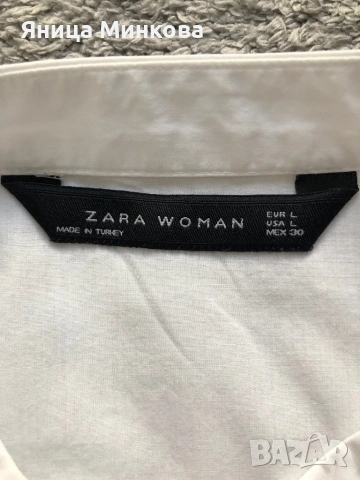 Яница Минкова
ZARA WOMAN
MADE IN TURKEY
EUR L
USA L
MEX 30
BAZAR